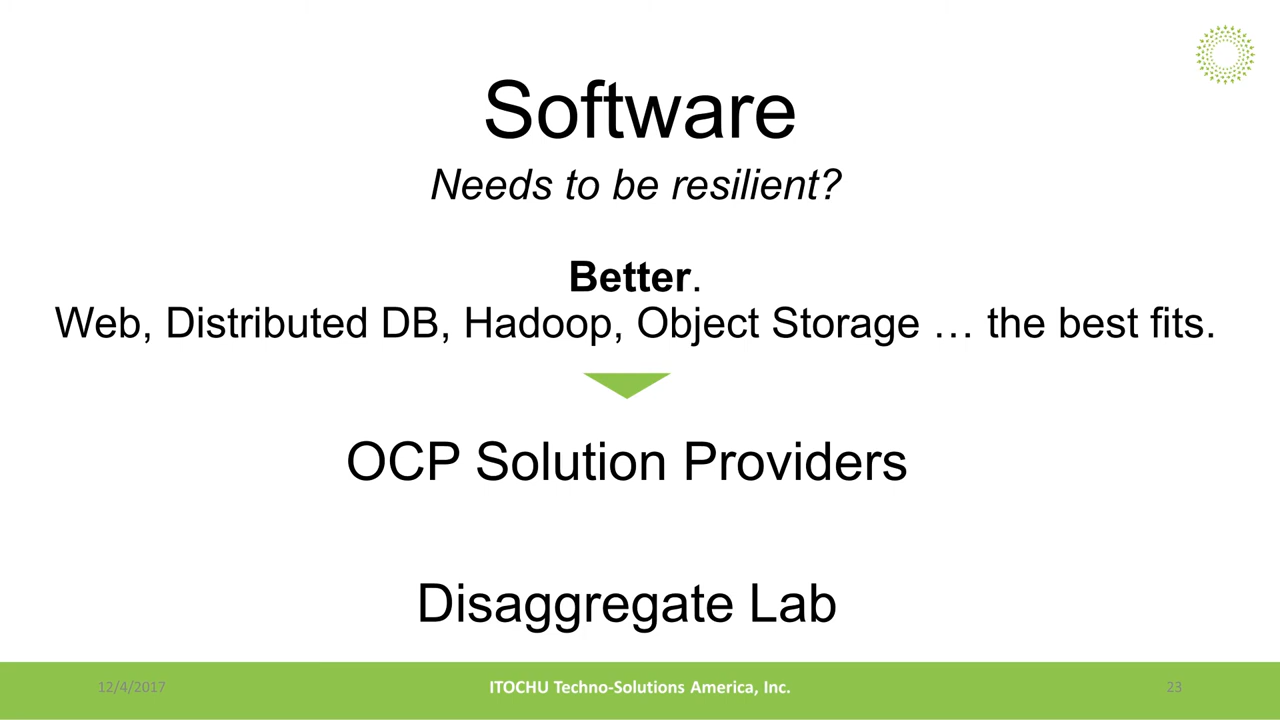 Software
Needs to be resilient?
Better.
Web, Distributed DB, Hadoop, Object Storage … the best fits.
OCP Solution Providers
Disaggregate Lab
12/4/2017
ITOCHU Techno-Solutions America, Inc.
23